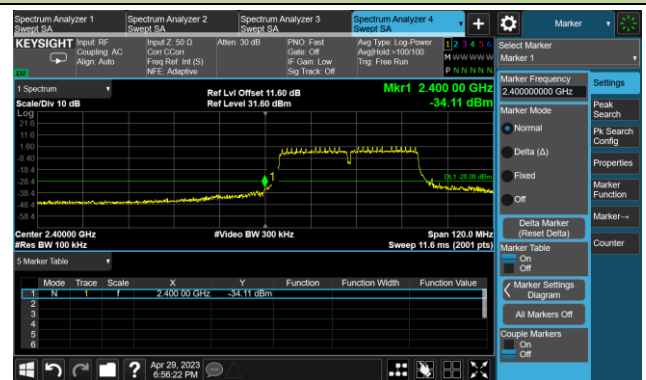 Spectrum Analyzer 1
Swept SA
Spectrum Analyzer 2
Swept SA
Spectrum Analyzer 3
Swept SA
Spectrum Analyzer 4
Swept SA
+
Marker
KEYSIGHT
Input: RF
Coupling: AC
Align: Auto
Input Z: 50 Ω
Corr CCorr
Freq Ref: Int (S)
NFE: Adaptive
Atten: 30 dB
PNO: Fast
Gate: Off
IF Gain: Low
Sig Track: Off
Avg Type: Log-Power
Avg|Hold:>100/100
Trig: Free Run
1 2 3 4 5 6
M W W W W W
P N N N N N
LXI
Select Marker
Marker 1
1 Spectrum
Scale/Div 10 dB
Log
Ref Lvl Offset 11.60 dB
Ref Level 31.60 dBm
Mkr1 2.400 00 GHz
-34.11 dBm
21.6
11.6
1.60
-8.40
-18.4
-28.4
-38.4
-48.4
-58.4
1
DL1 -28.08 dBm
Center 2.40000 GHz
#Res BW 100 kHz
#Video BW 300 kHz
Span 120.0 MHz
Sweep 11.6 ms (2001 pts)
5 Marker Table
Mode Trace Scale X Y Function Function Width Function Value
1 N 1 f 2.400 00 GHz -34.11 dBm
2
3
4
5
6
Marker Frequency
2.400000000 GHz
Marker Mode
Normal
Delta (Δ)
Fixed
Off
Delta Marker
(Reset Delta)
Marker Table
On
Off
Marker Settings
Diagram
All Markers Off
Couple Markers
On
Off
Settings
Peak
Search
Pk Search
Config
Properties
Marker
Function
Marker→
Counter
?
Apr 29, 2023
6:56:22 PM